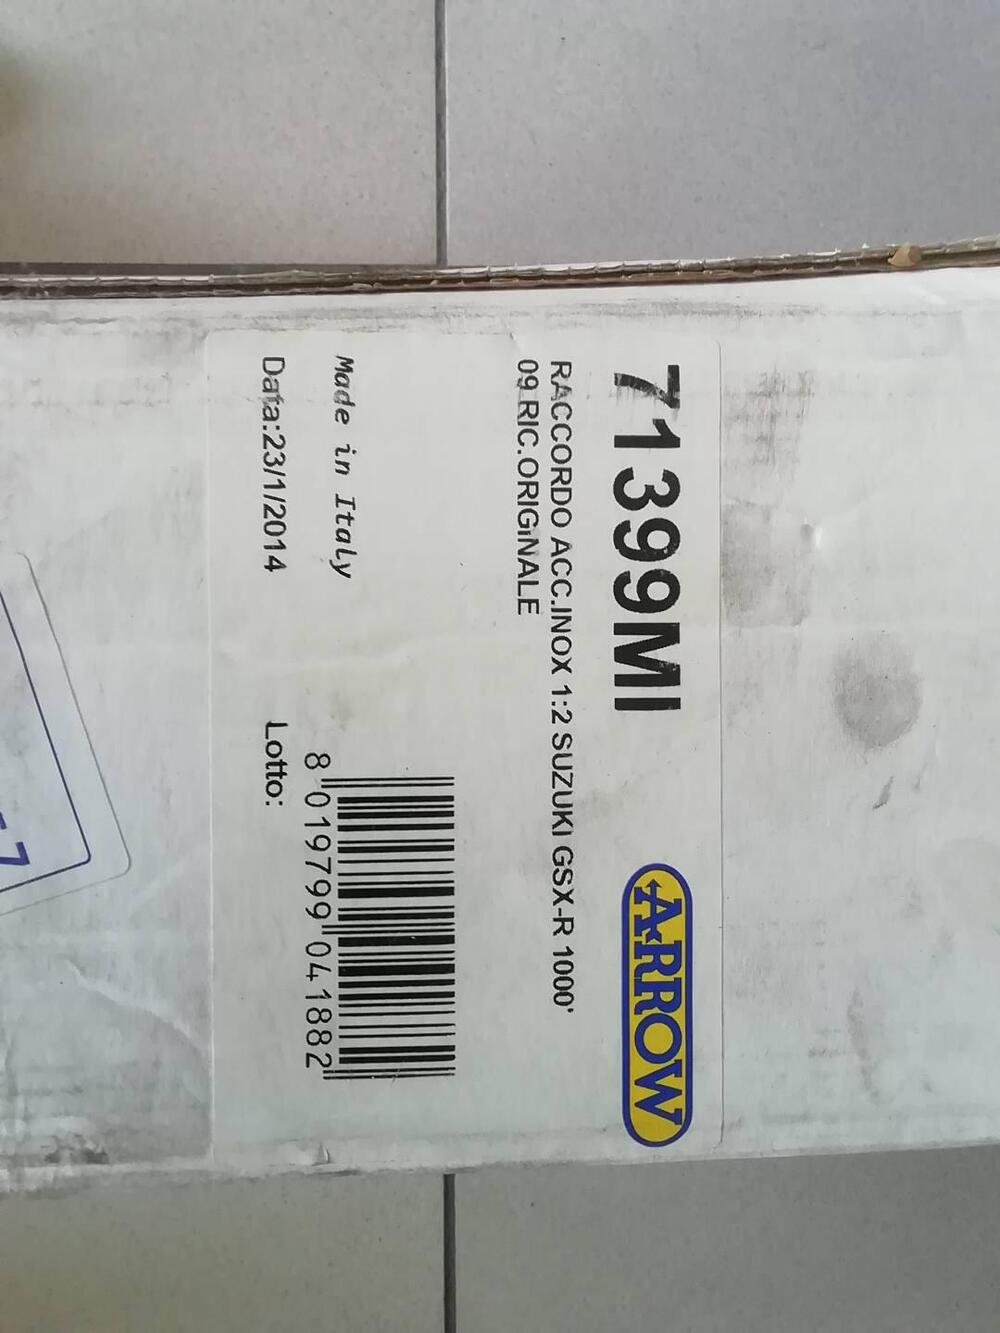 71399MI
ARROW
RACCORDO ACC.INOX 1:2 SUZUKI GSX-R 1000'
09 RIC.ORIGINALE
Made in Italy
8 019799 041882
Data:23/1/2014
Lotto: